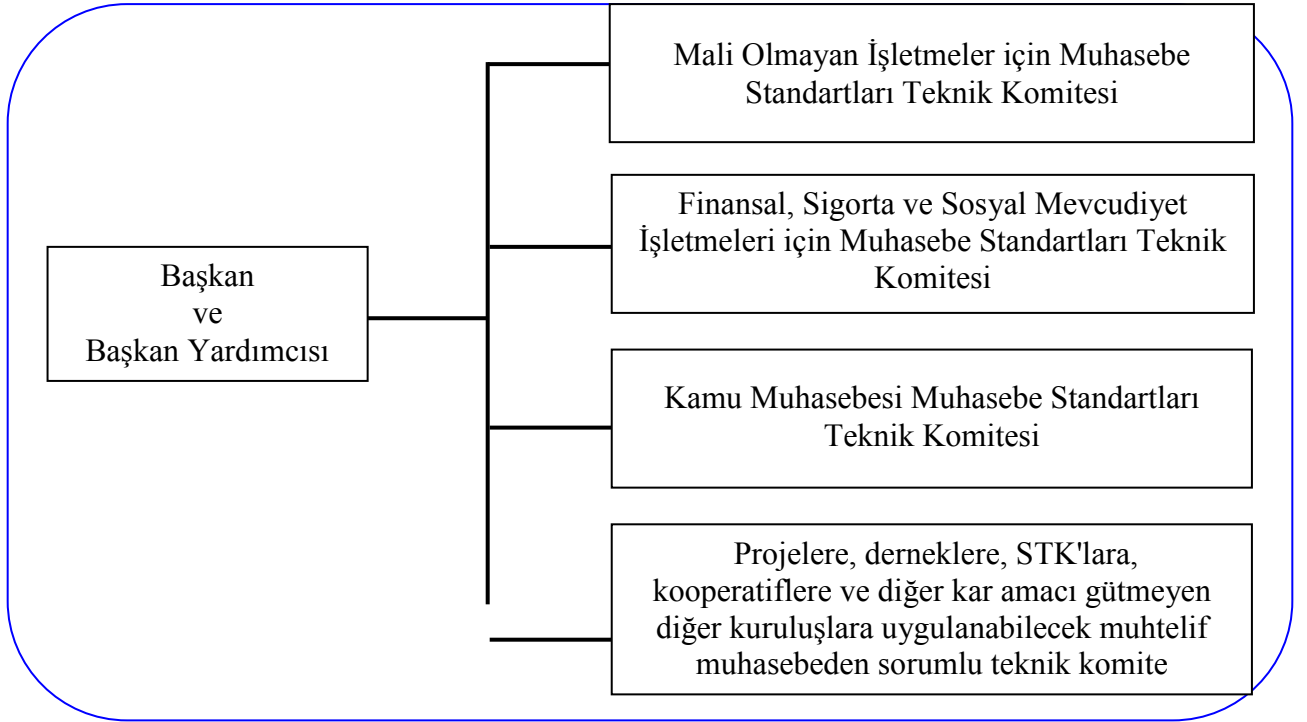 Mali Olmayan İşletmeler için Muhasebe
Standartları Teknik Komitesi
Finansal, Sigorta ve Sosyal Mevcudiyet
İşletmeleri için Muhasebe Standartları Teknik
Komitesi
Başkan
ve
Başkan Yardımcısı
Kamu Muhasebesi Muhasebe Standartları
Teknik Komitesi
Projelere, derneklere, STK'lara,
kooperatiflere ve diğer kar amacı gütmeyen
diğer kuruluşlara uygulanabilecek muhtelif
muhasebeden sorumlu teknik komite